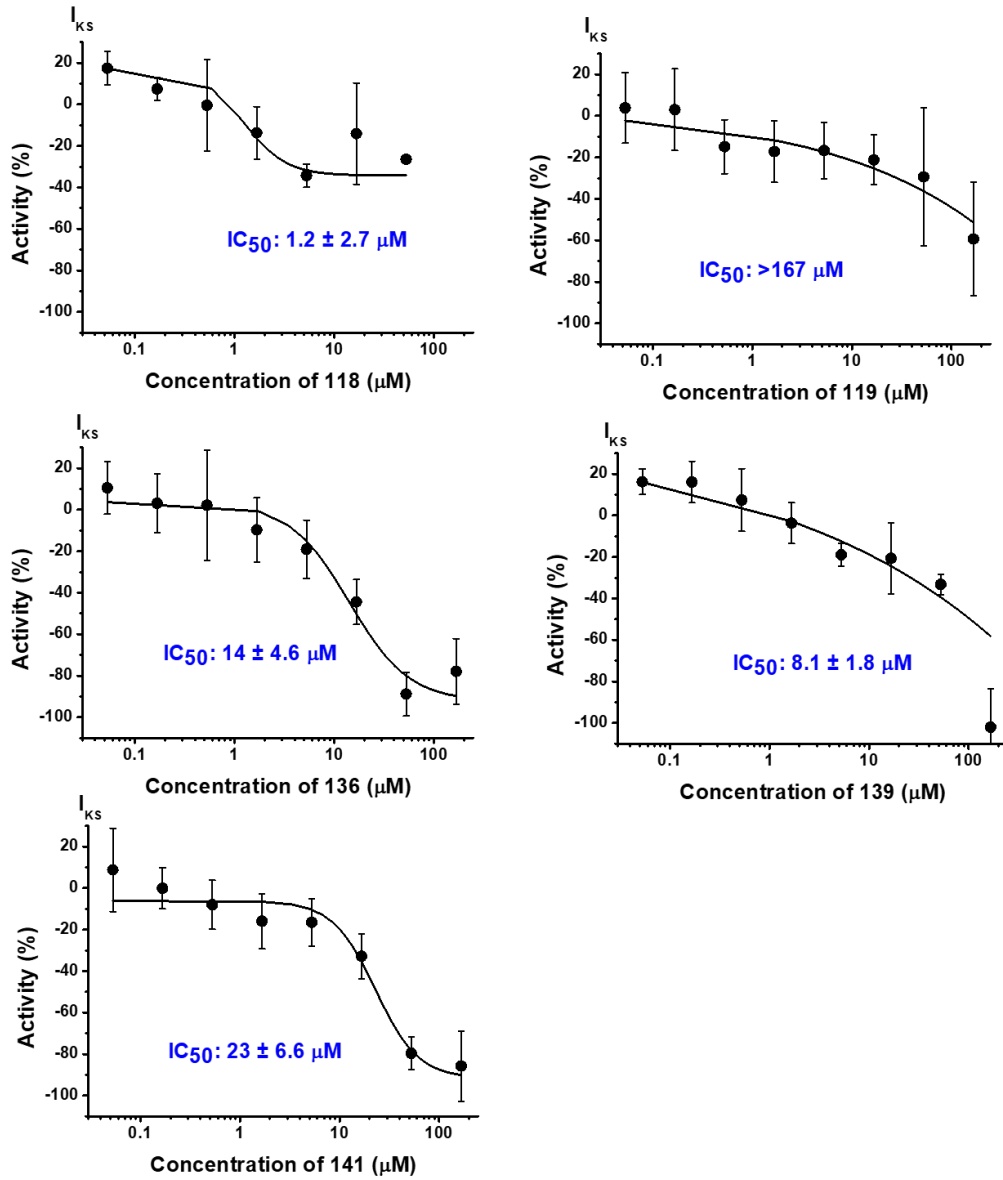 I KS
Activity (%)
20
0
-20
-40
-60
-80
-100
IC50: 1.2 ± 2.7 μM
0.1 1 10 100
Concentration of 118 (μM)
I KS
Activity (%)
20
0
-20
-40
-60
-80
-100
IC50: >167 μM
0.1 1 10 100
Concentration of 119 (μM)
I KS
Activity (%)
20
0
-20
-40
-60
-80
-100
IC50: 14 ± 4.6 μM
0.1 1 10 100
Concentration of 136 (μM)
I KS
Activity (%)
20
0
-20
-40
-60
-80
-100
IC50: 8.1 ± 1.8 μM
0.1 1 10 100
Concentration of 139 (μM)
I KS
Activity (%)
20
0
-20
-40
-60
-80
-100
IC50: 23 ± 6.6 μM
0.1 1 10 100
Concentration of 141 (μM)